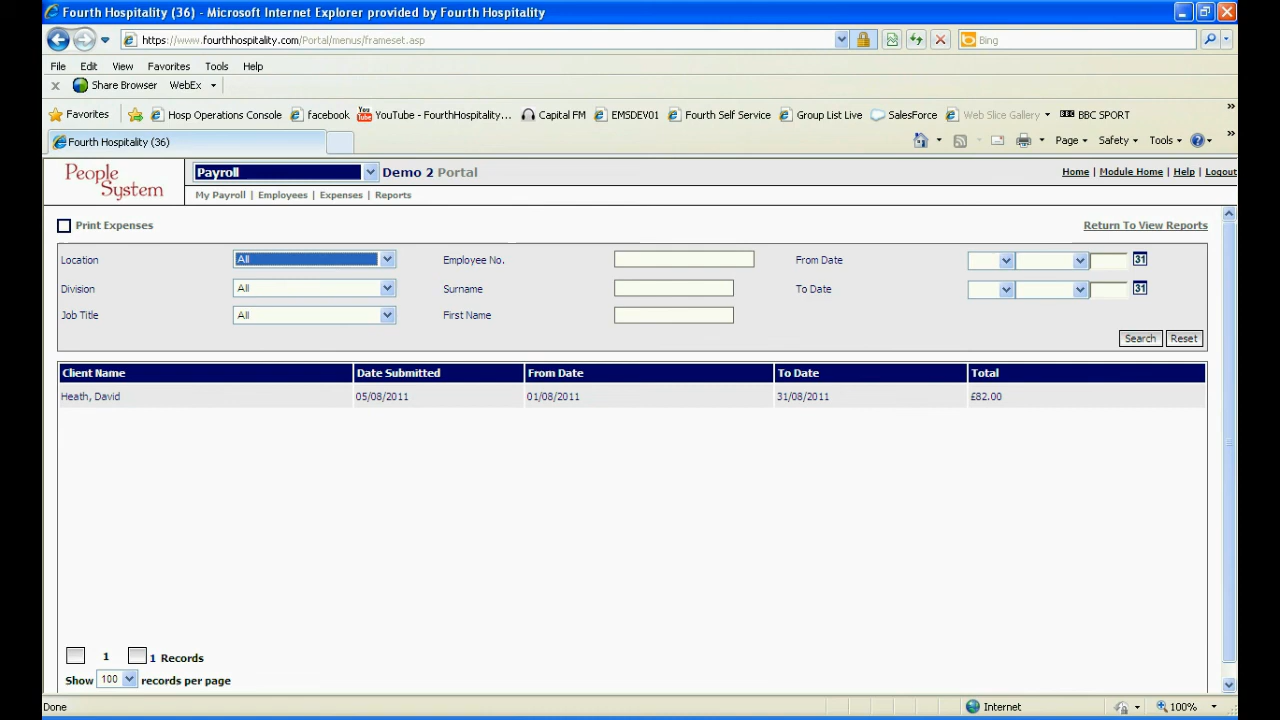 Fourth Hospitality (36) - Microsoft Internet Explorer provided by Fourth Hospitality
https://www.fourthhospitality.com/Portal/menus/frameset.asp
Bing
File Edit View Favorites Tools Help
x Share Browser WebEx
Favorites Hosp Operations Console facebook YouTube - FourthHospitality... Capital FM EMSDEV01 Fourth Self Service Group List Live SalesForce Web Slice Gallery BBC SPORT
Fourth Hospitality (36) Page Safety Tools
People System Payroll Demo 2 Portal Home | Module Home | Help | Logout
My Payroll | Employees | Expenses | Reports
Print Expenses Return To View Reports
Location All Employee No. From Date 31
Division All Surname To Date 31
Job Title All First Name
Search Reset
Client Name Date Submitted From Date To Date Total
Heath, David 05/08/2011 01/08/2011 31/08/2011 £82.00
1 1 Records
Show 100 records per page
Done Internet 100%